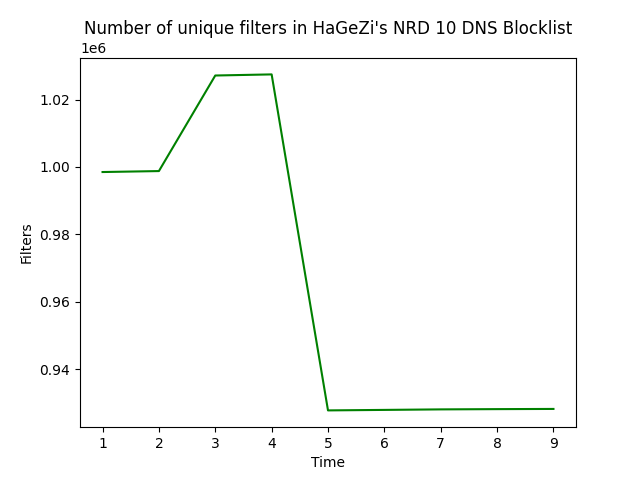 Number of unique filters in HaGeZi's NRD 10 DNS Blocklist
1e6
1.02
1.00
0.98
0.96
0.94
Filters
1 2 3 4 5 6 7 8 9
Time